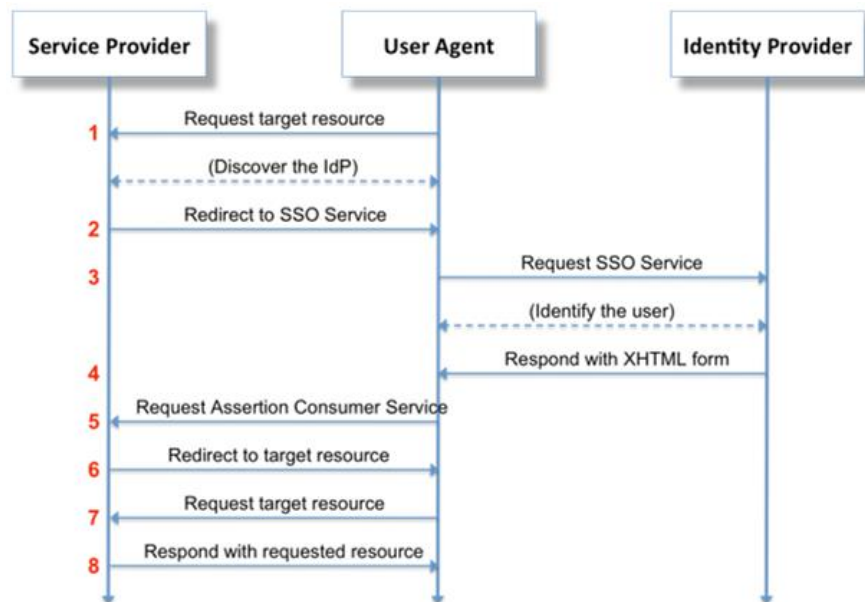 Service Provider
User Agent
Identity Provider
1
Request target resource
(Discover the IdP)
2
Redirect to SSO Service
3
Request SSO Service
(Identify the user)
4
Respond with XHTML form
5
Request Assertion Consumer Service
6
Redirect to target resource
7
Request target resource
8
Respond with requested resource